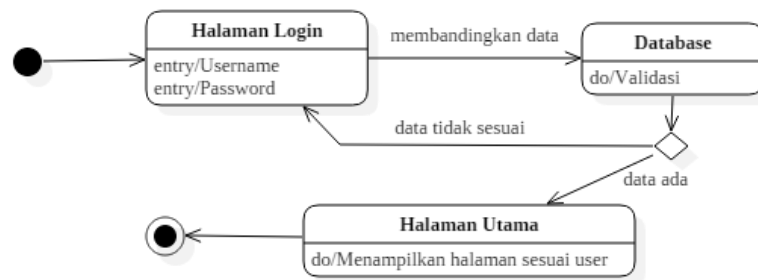 Halaman Login
entry/Username
entry/Password
membandingkan data
Database
do/Validasi
data tidak sesuai
data ada
Halaman Utama
do/Menampilkan halaman sesuai user